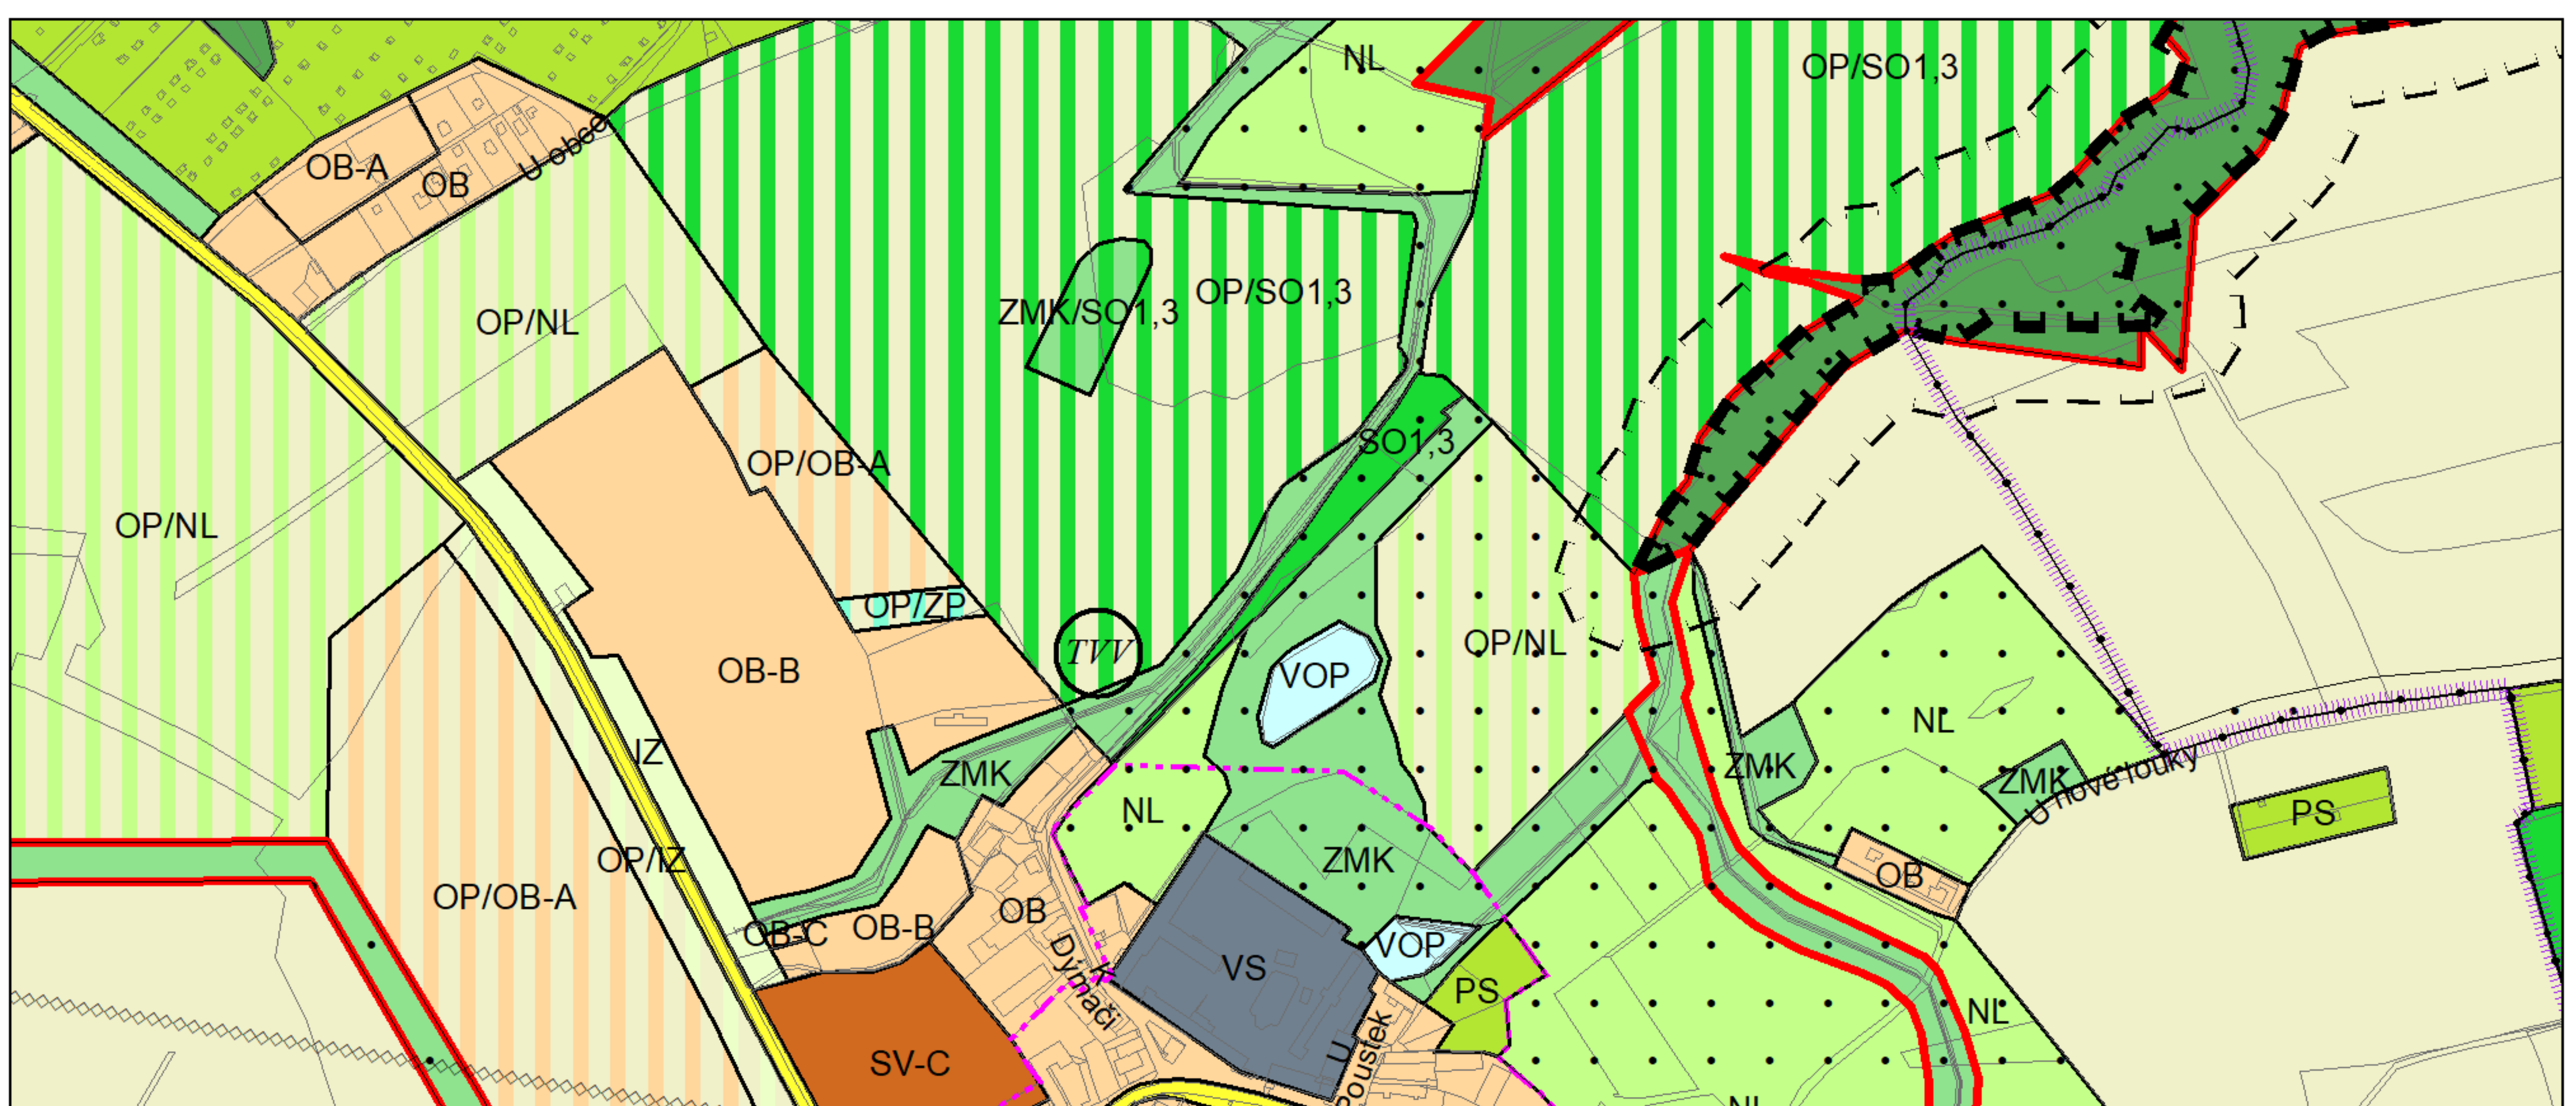 NL
OP/SO1,3
OB-A
OB
U obce
ZMK/SO1,3
OP/SO1,3
OP/NL
SO1,3
OP/OB-A
OP/NL
OP/ZP
OB-B
TVV
VOP
OP/NL
NL
IZ
ZMK
ZMK
ZMK
U nové louky
NL
PS
OP/IZ
ZMK
OB
OP/OB-A
OB
OB-B
OB-C
VOP
VS
K
Dýmači
PS
NL
U
Poustek
SV-C
NL